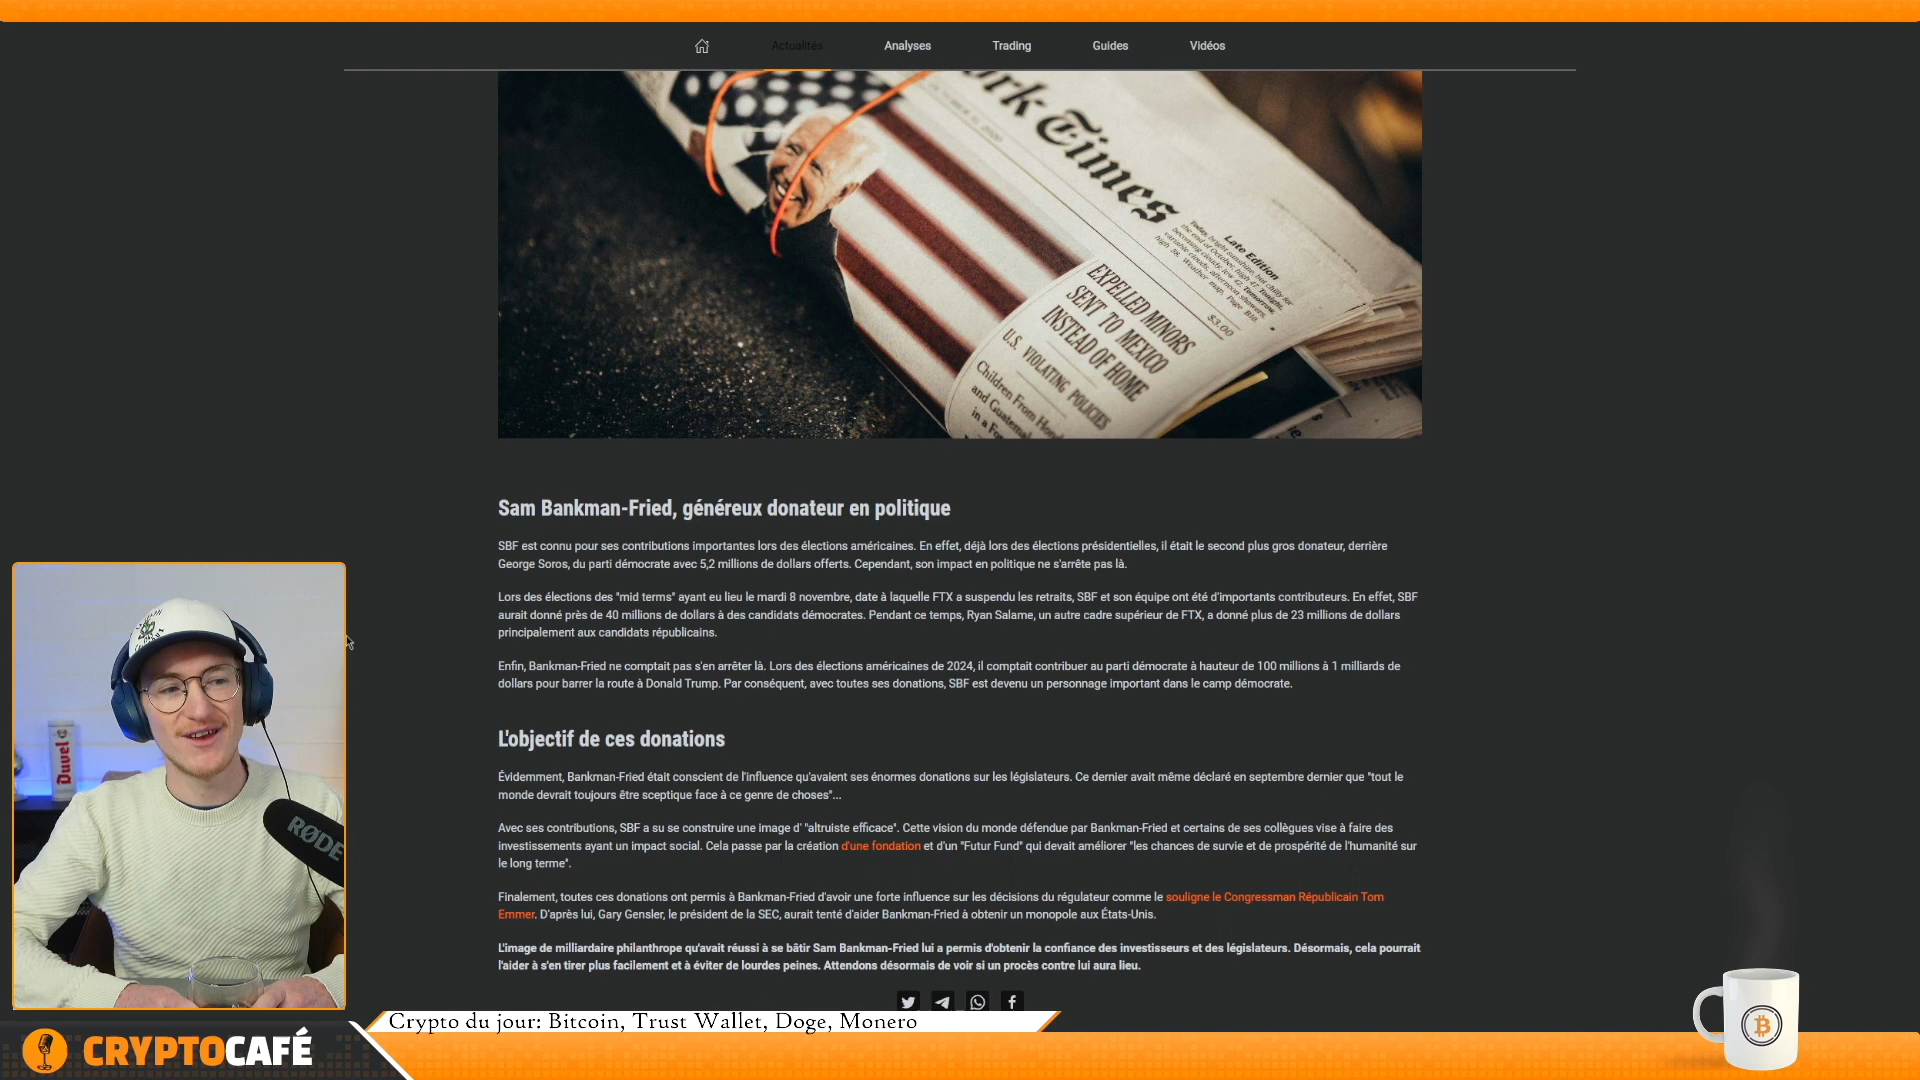 Actualités
Analyses
Trading
Guides
Vidéos
ork Times
Late Edition
$3.00
EXPELLED MINORS
SENT TO MEXICO
INSTEAD OF HOME
U.S. VIOLATING POLICIES
Children From
and
in a
Sam Bankman-Fried, généreux donateur en politique
SBF est connu pour ses contributions importantes lors des élections américaines. En effet, déjà lors des élections présidentielles, il était le second plus gros donateur, derrière
George Soros, du parti démocrate avec 5,2 millions de dollars offerts. Cependant, son impact en politique ne s'arrête pas là.
Lors des élections des "mid terms" ayant eu lieu le mardi 8 novembre, date à laquelle FTX a suspendu les retraits, SBF et son équipe ont été d'importants contributeurs. En effet, SBF
aurait donné près de 40 millions de dollars à des candidats démocrates. Pendant ce temps, Ryan Salame, un autre cadre supérieur de FTX, a donné plus de 23 millions de dollars
principalement aux candidats républicains.
Enfin, Bankman-Fried ne comptait pas s'en arrêter là. Lors des élections américaines de 2024, il comptait contribuer au parti démocrate à hauteur de 100 millions à 1 milliards de
dollars pour barrer la route à Donald Trump. Par conséquent, avec toutes ses donations, SBF est devenu un personnage important dans le camp démocrate.
L'objectif de ces donations
Évidemment, Bankman-Fried était conscient de l'influence qu'avaient ses énormes donations sur les législateurs. Ce dernier avait même déclaré en septembre dernier que "tout le
monde devrait toujours être sceptique face à ce genre de choses"...
Avec ses contributions, SBF a su se construire une image d' "altruiste efficace". Cette vision du monde défendue par Bankman-Fried et certains de ses collègues vise à faire des
investissements ayant un impact social. Cela passe par la création d'une fondation et d'un "Futur Fund" qui devait améliorer "les chances de survie et de prospérité de l'humanité sur
le long terme".
Finalement, toutes ces donations ont permis à Bankman-Fried d'avoir une forte influence sur les décisions du régulateur comme le souligne le Congressman Républicain Tom
Emmer. D'après lui, Gary Gensler, le président de la SEC, aurait tenté d'aider Bankman-Fried à obtenir un monopole aux États-Unis.
L'image de milliardaire philanthrope qu'avait réussi à se bâtir Sam Bankman-Fried lui a permis d'obtenir la confiance des investisseurs et des législateurs. Désormais, cela pourrait
l'aider à s'en tirer plus facilement et à éviter de lourdes peines. Attendons désormais de voir si un procès contre lui aura lieu.
Duvel
RØDE
Crypto du jour: Bitcoin, Trust Wallet, Doge, Monero
CRYPTOCAFÉ